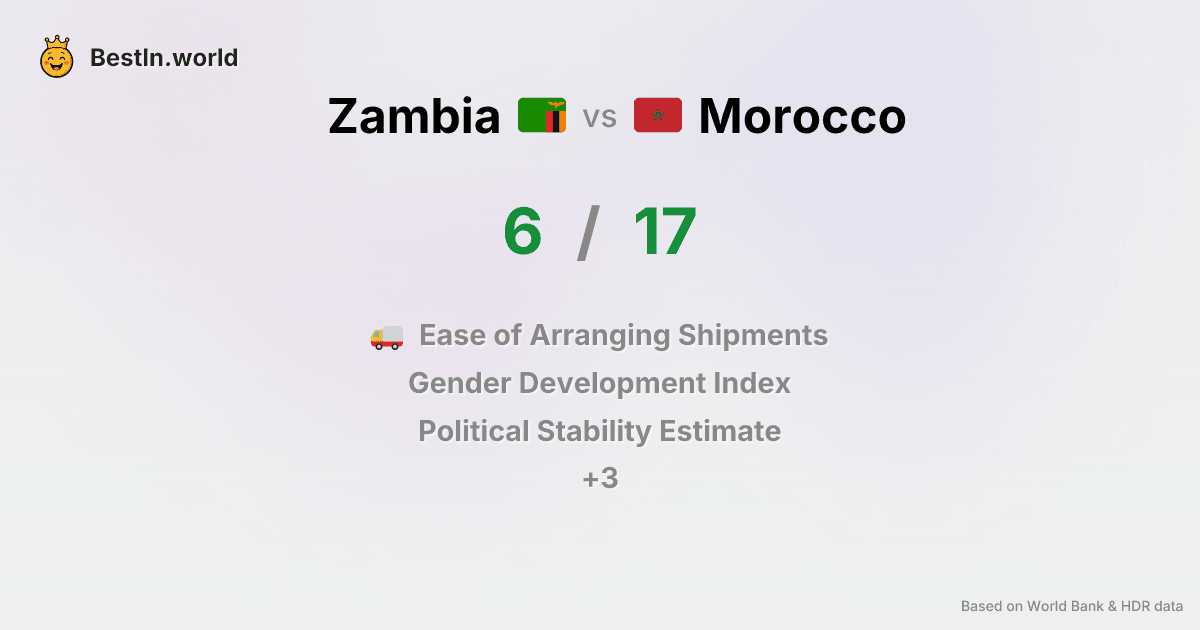 BestIn.world
Zambia vs Morocco
6 / 17
Ease of Arranging Shipments
Gender Development Index
Political Stability Estimate
+3
Based on World Bank & HDR data